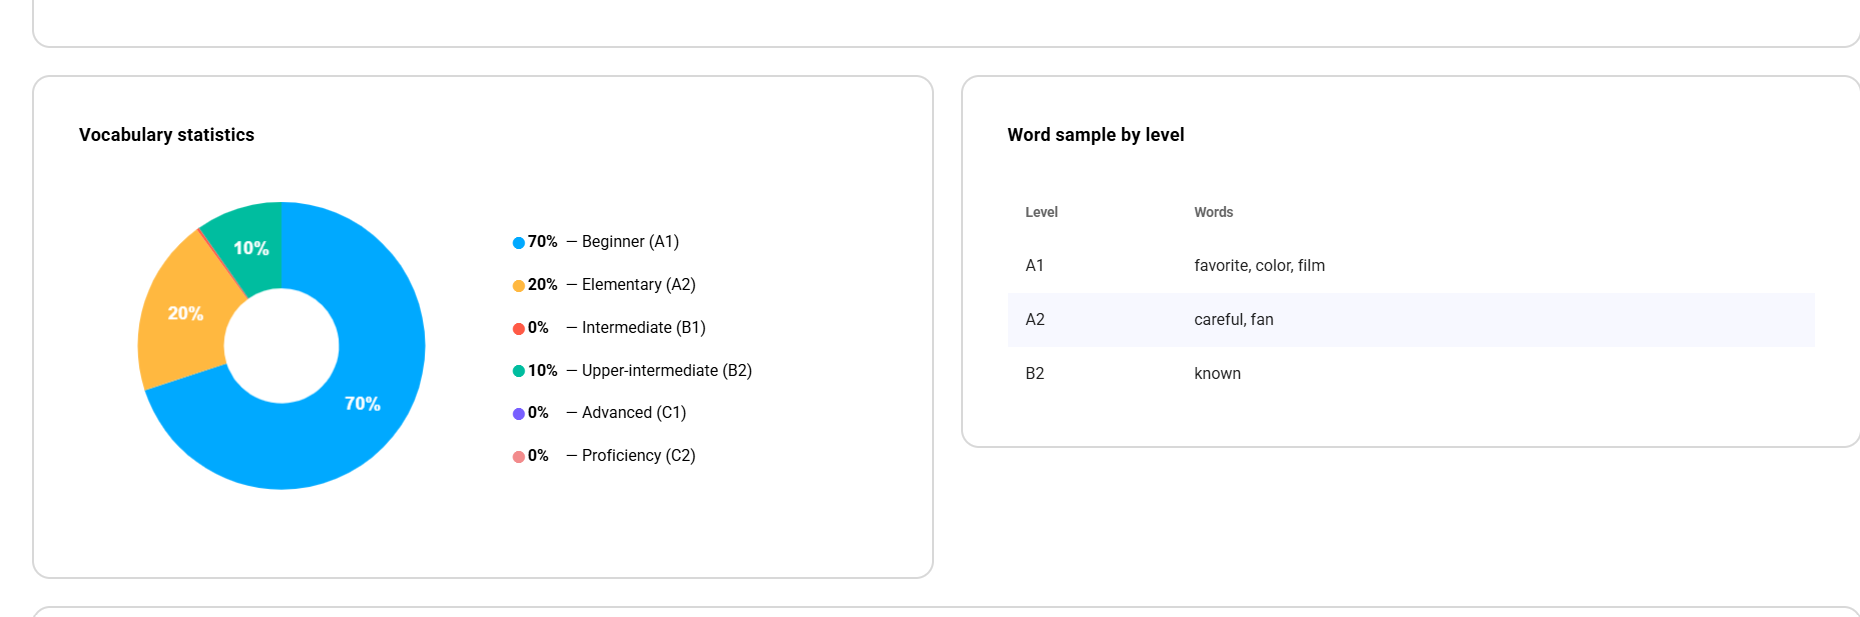 Vocabulary statistics
10%
20%
70%
70% — Beginner (A1)
20% — Elementary (A2)
0% — Intermediate (B1)
10% — Upper-intermediate (B2)
0% — Advanced (C1)
0% — Proficiency (C2)
Word sample by level
Level Words
A1 favorite, color, film
A2 careful, fan
B2 known